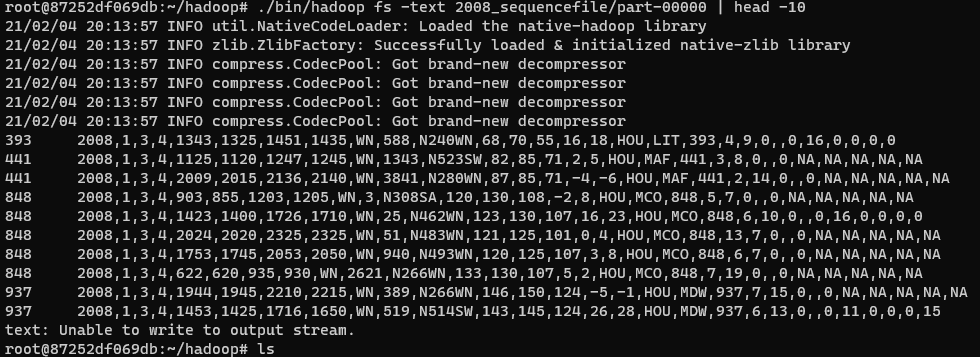 root@87252df069db:~/hadoop# ./bin/hadoop fs -text 2008_sequencefile/part-00000 | head -10
21/02/04 20:13:57 INFO util.NativeCodeLoader: Loaded the native-hadoop library
21/02/04 20:13:57 INFO zlib.ZlibFactory: Successfully loaded & initialized native-zlib library
21/02/04 20:13:57 INFO compress.CodecPool: Got brand-new decompressor
21/02/04 20:13:57 INFO compress.CodecPool: Got brand-new decompressor
21/02/04 20:13:57 INFO compress.CodecPool: Got brand-new decompressor
21/02/04 20:13:57 INFO compress.CodecPool: Got brand-new decompressor
393     2008,1,3,4,1343,1325,1451,1435,WN,588,N240WN,68,70,55,16,18,HOU,LIT,393,4,9,0,,0,16,0,0,0,0
441     2008,1,3,4,1125,1120,1247,1245,WN,1343,N523SW,82,85,71,2,5,HOU,MAF,441,3,8,0,,0,NA,NA,NA,NA,NA
441     2008,1,3,4,2009,2015,2136,2140,WN,3841,N280WN,87,85,71,-4,-6,HOU,MAF,441,2,14,0,,0,NA,NA,NA,NA,NA
848     2008,1,3,4,903,855,1203,1205,WN,3,N308SA,120,130,108,-2,8,HOU,MCO,848,5,7,0,,0,NA,NA,NA,NA,NA
848     2008,1,3,4,1423,1400,1726,1710,WN,25,N462WN,123,130,107,16,23,HOU,MCO,848,6,10,0,,0,16,0,0,0,0
848     2008,1,3,4,2024,2020,2325,2325,WN,51,N483WN,121,125,101,0,4,HOU,MCO,848,13,7,0,,0,NA,NA,NA,NA,NA
848     2008,1,3,4,1753,1745,2053,2050,WN,940,N493WN,120,125,107,3,8,HOU,MCO,848,6,7,0,,0,NA,NA,NA,NA,NA
848     2008,1,3,4,622,620,935,930,WN,2621,N266WN,133,130,107,5,2,HOU,MCO,848,7,19,0,,0,NA,NA,NA,NA,NA
937     2008,1,3,4,1944,1945,2210,2215,WN,389,N266WN,146,150,124,-5,-1,HOU,MDW,937,7,15,0,,0,NA,NA,NA,NA,NA
937     2008,1,3,4,1453,1425,1716,1650,WN,519,N514SW,143,145,124,26,28,HOU,MDW,937,6,13,0,,0,11,0,0,0,15
text: Unable to write to output stream.
root@87252df069db:~/hadoop# ls